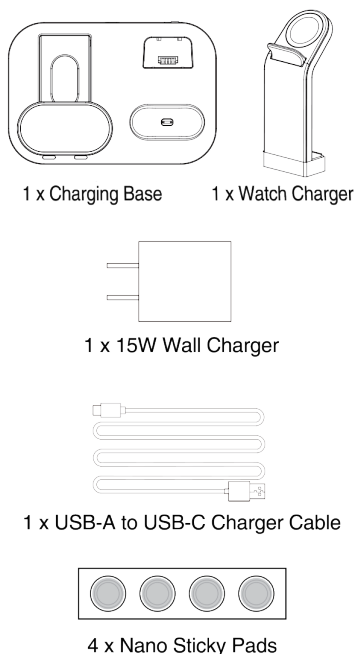 1 x Charging Base
1 x Watch Charger
1 x 15W Wall Charger
1 x USB-A to USB-C Charger Cable
4 x Nano Sticky Pads